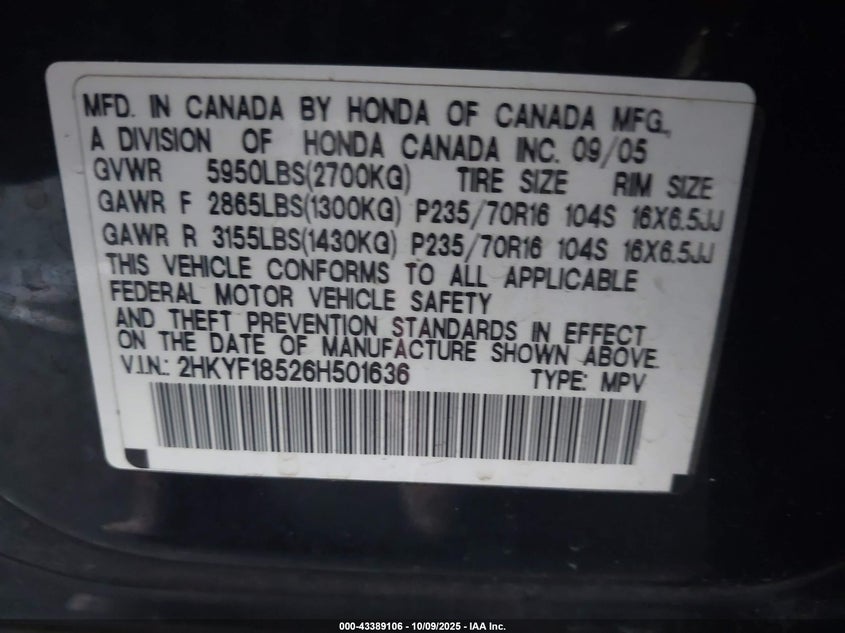 MFD. IN CANADA BY HONDA OF CANADA MFG.,
A DIVISION OF HONDA CANADA INC. 09/05
GVWR 5950LBS(2700KG) TIRE SIZE RIM SIZE
GAWR F 2865LBS(1300KG) P235/70R16 104S 16X6.5JJ
GAWR R 3155LBS(1430KG) P235/70R16 104S 16X6.5JJ
THIS VEHICLE CONFORMS TO ALL APPLICABLE
FEDERAL MOTOR VEHICLE SAFETY
AND THEFT PREVENTION STANDARDS IN EFFECT
ON THE DATE OF MANUFACTURE SHOWN ABOVE.
V.I.N.: 2HKYF18526H501636 TYPE: MPV
000-43389106 - 10/09/2025 - IAA Inc.